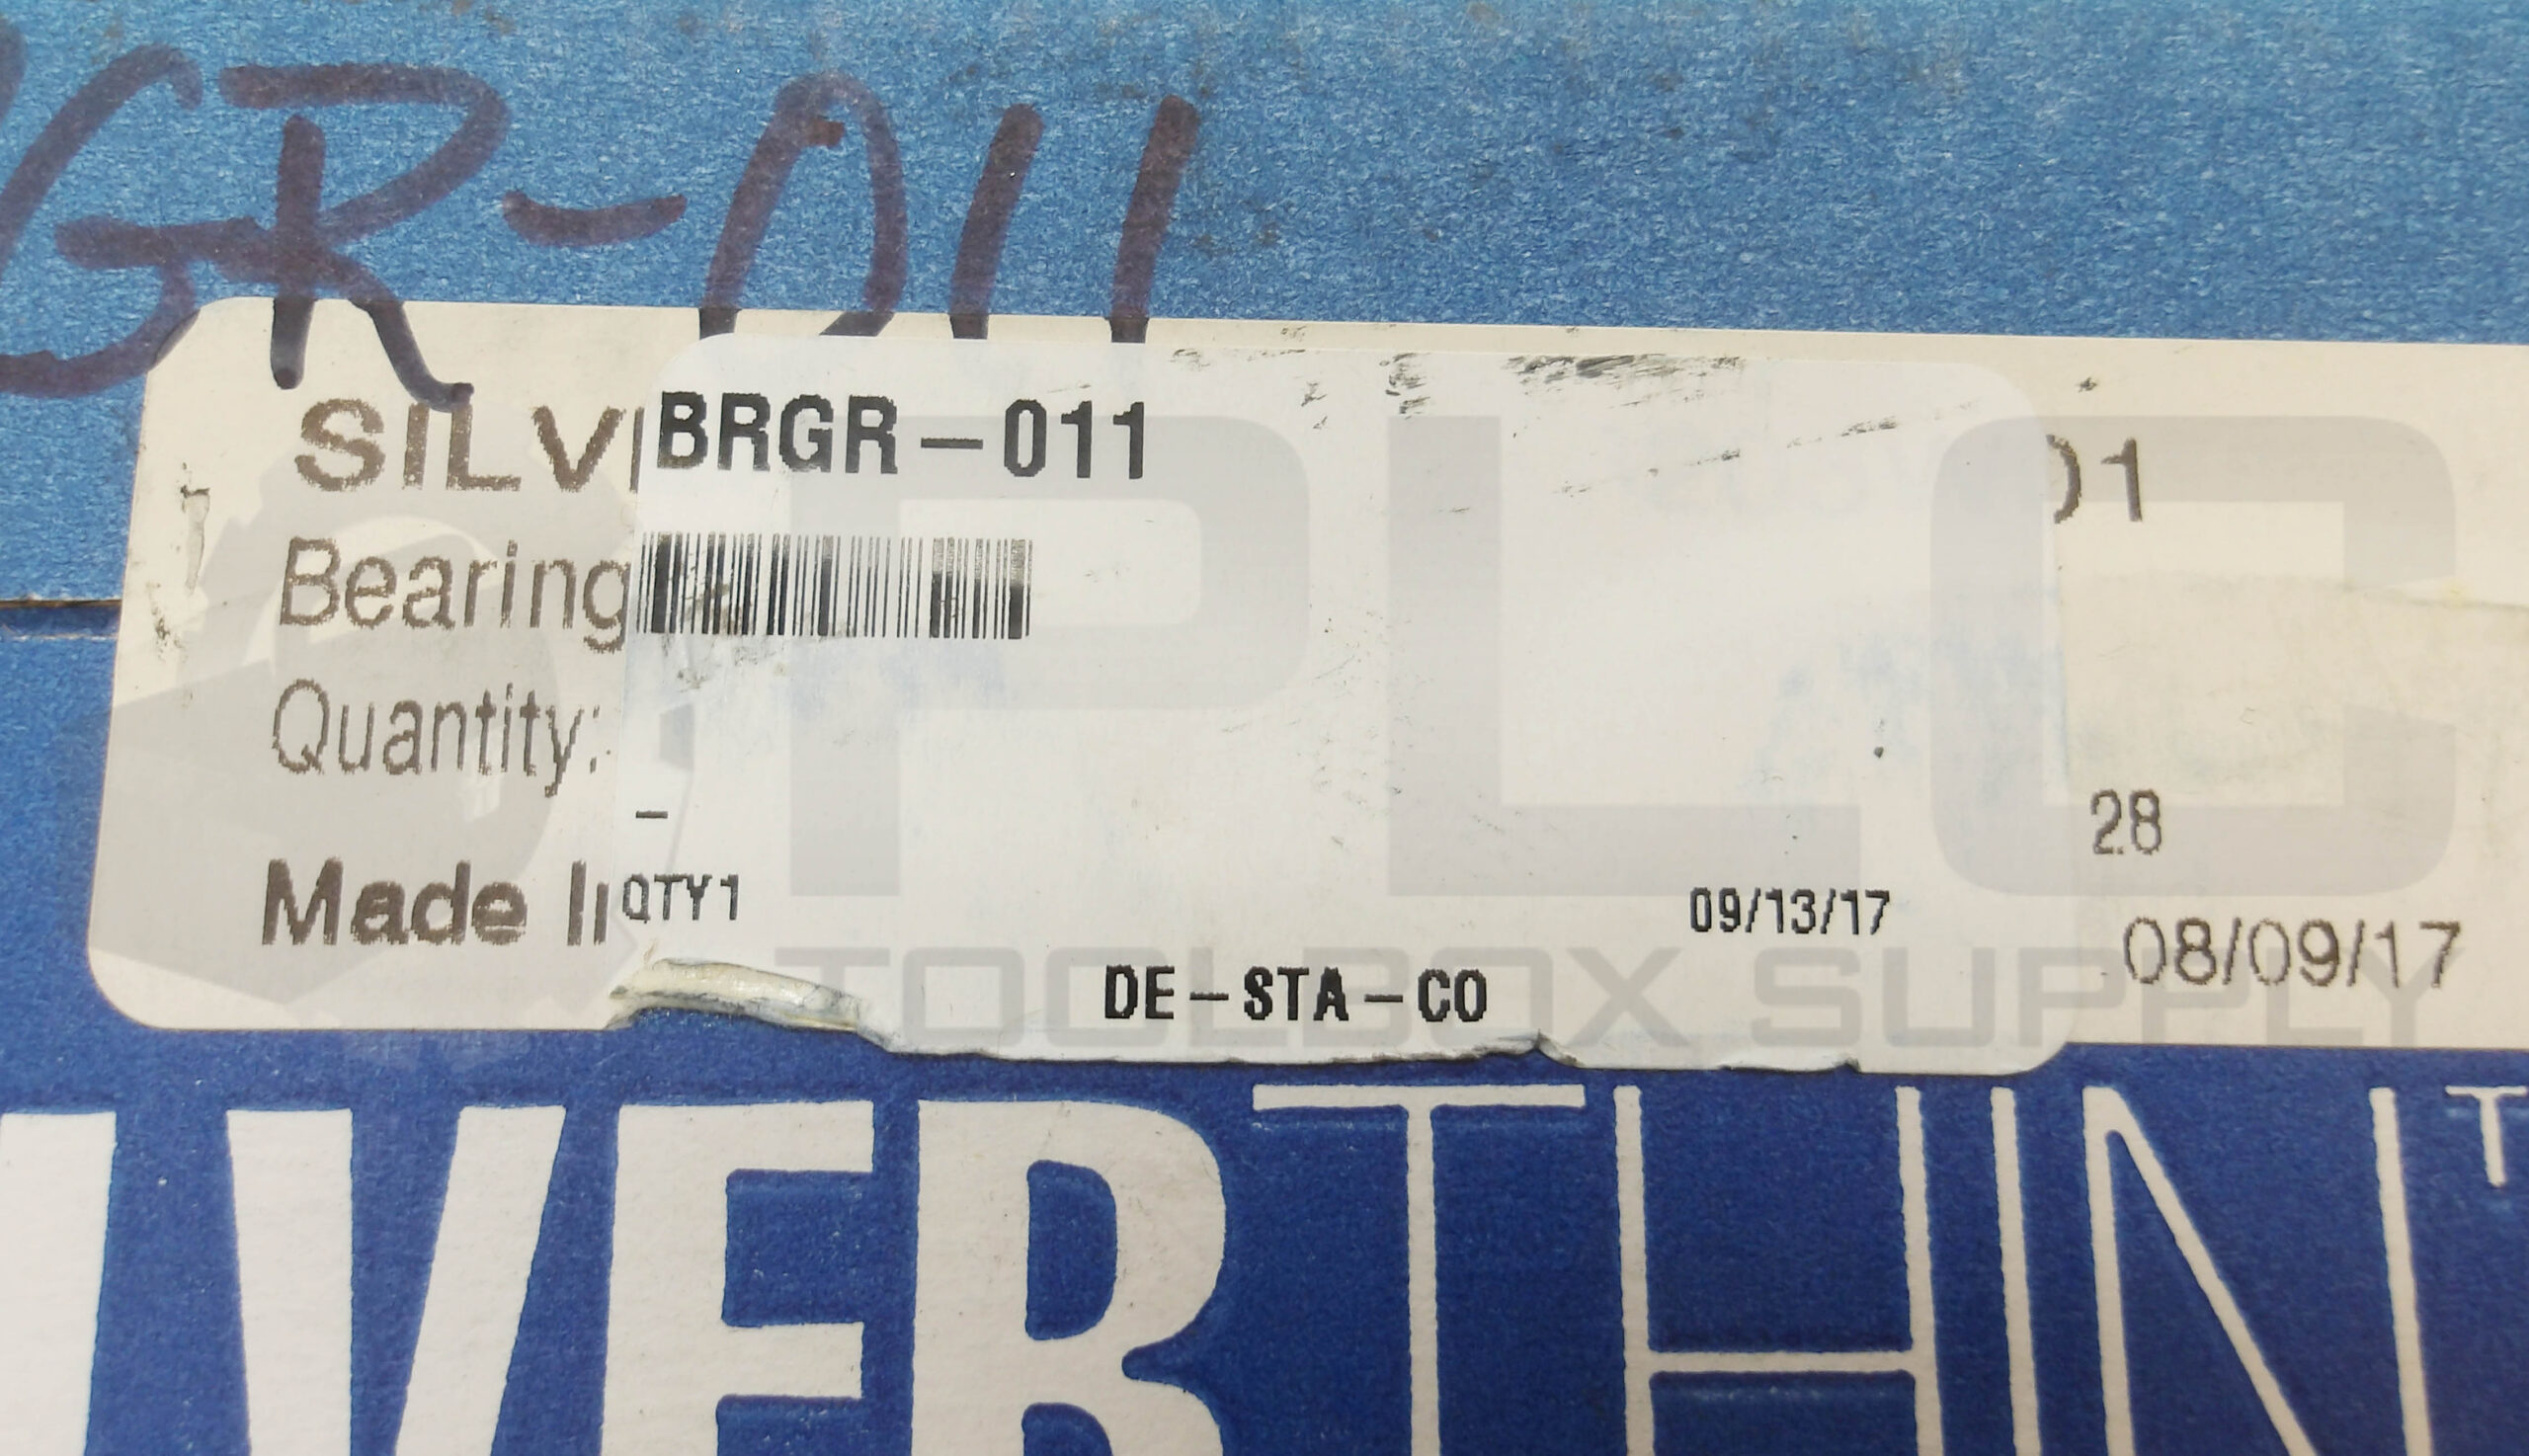 GR-011
SILV
BRGR-011
01
Bearing
Quantity:
-
28
Made I
QTY1
09/13/17
08/09/17
DE-STA-CO
PLC
TOOLBOX SUPPLY
VERTHIN